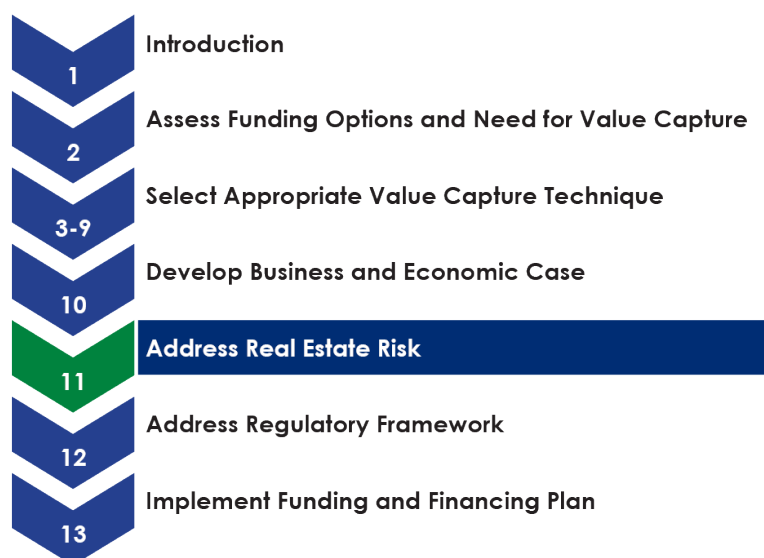 Introduction
1
Assess Funding Options and Need for Value Capture
2
Select Appropriate Value Capture Technique
3-9
Develop Business and Economic Case
10
Address Real Estate Risk
11
Address Regulatory Framework
12
Implement Funding and Financing Plan
13